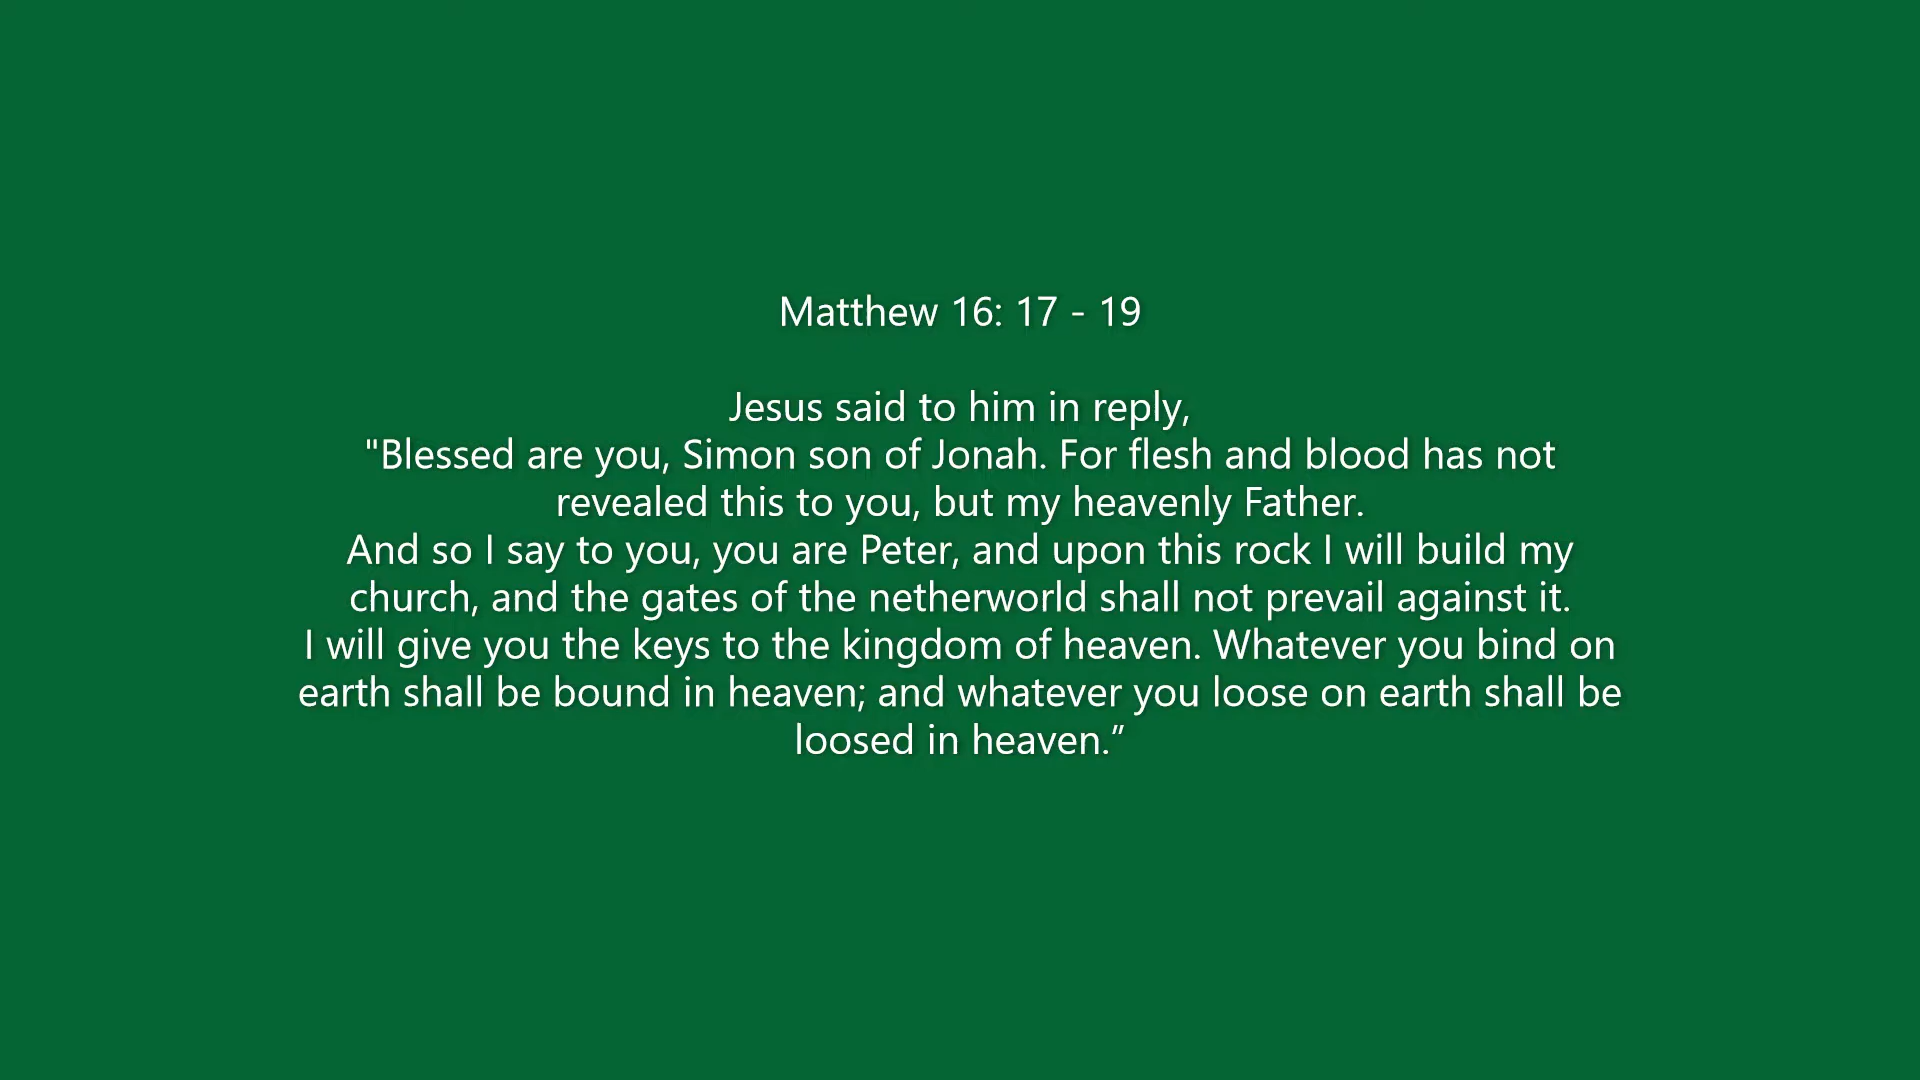 Matthew 16: 17 - 19
Jesus said to him in reply,
"Blessed are you, Simon son of Jonah. For flesh and blood has not
revealed this to you, but my heavenly Father.
And so I say to you, you are Peter, and upon this rock I will build my
church, and the gates of the netherworld shall not prevail against it.
I will give you the keys to the kingdom of heaven. Whatever you bind on
earth shall be bound in heaven; and whatever you loose on earth shall be
loosed in heaven.”